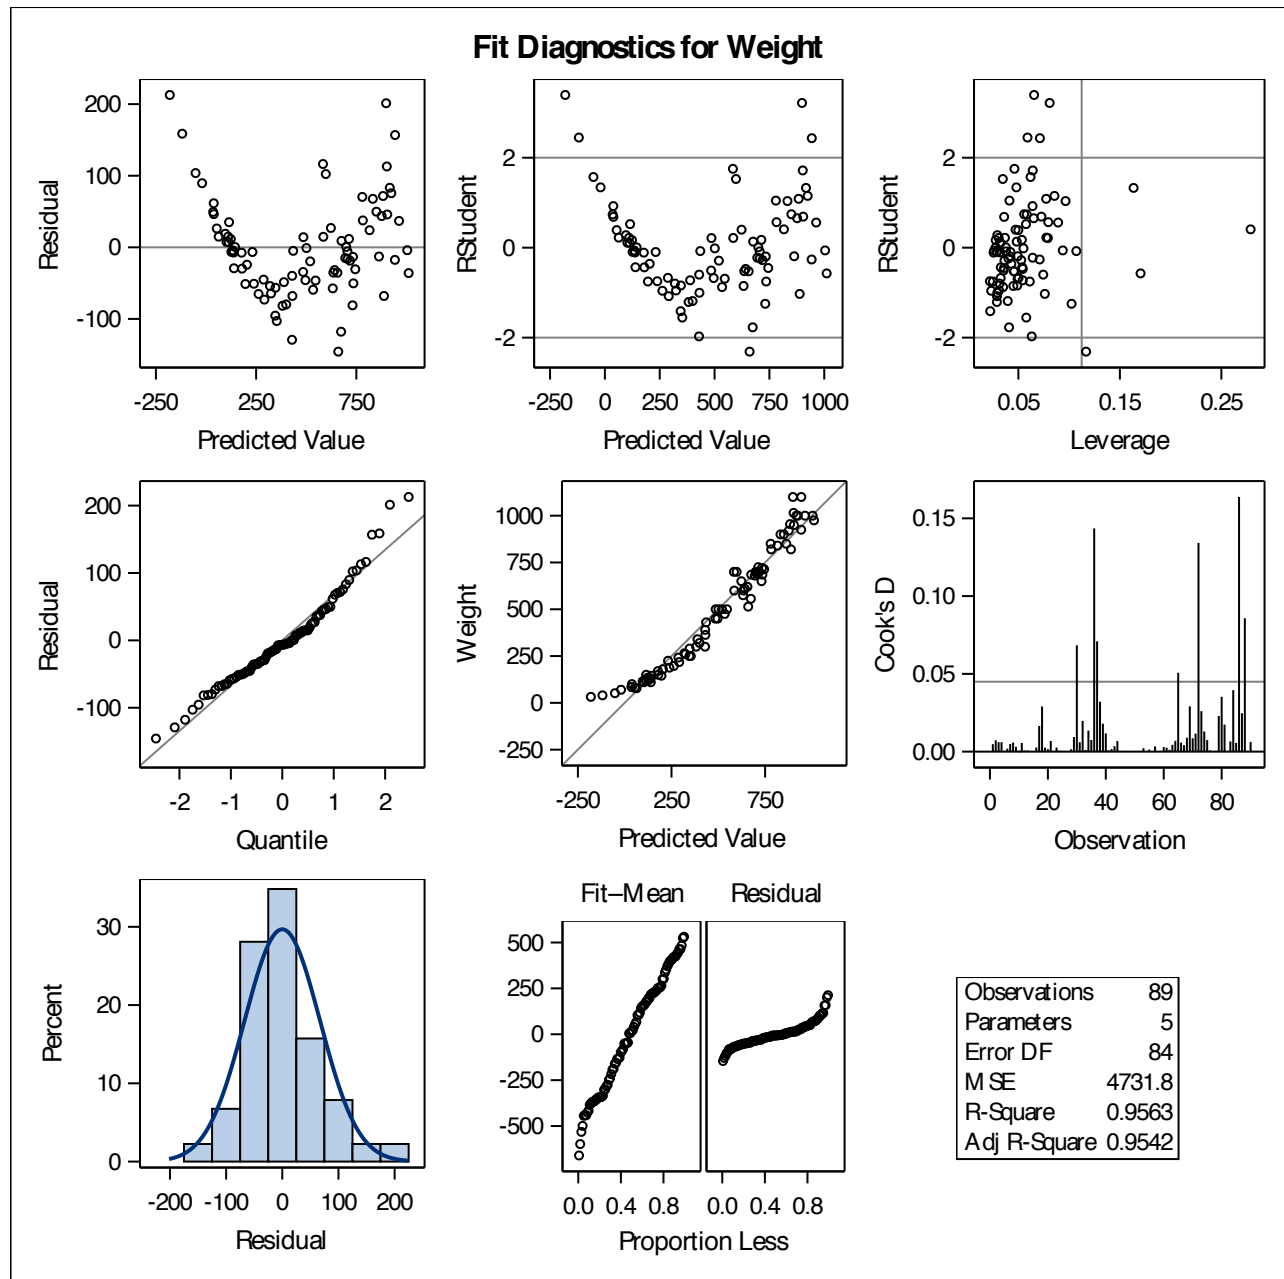 Fit Diagnostics for Weight
Residual
200
100
0
-100
-250 250 750
Predicted Value
RStudent
2
0
-2
-250 0 250 500 750 1000
Predicted Value
RStudent
2
0
-2
0.05 0.15 0.25
Leverage
Residual
200
100
0
-100
-2 -1 0 1 2
Quantile
Weight
1000
750
500
250
0
-250
-250 250 750
Predicted Value
Cook's D
0.15
0.10
0.05
0.00
0 20 40 60 80
Observation
Percent
30
20
10
0
-200 -100 0 100 200
Residual
Fit–Mean Residual
500
250
0
-250
-500
0.0 0.4 0.8 0.0 0.4 0.8
Proportion Less
Observations 89
Parameters 5
Error DF 84
MSE 4731.8
R-Square 0.9563
Adj R-Square 0.9542